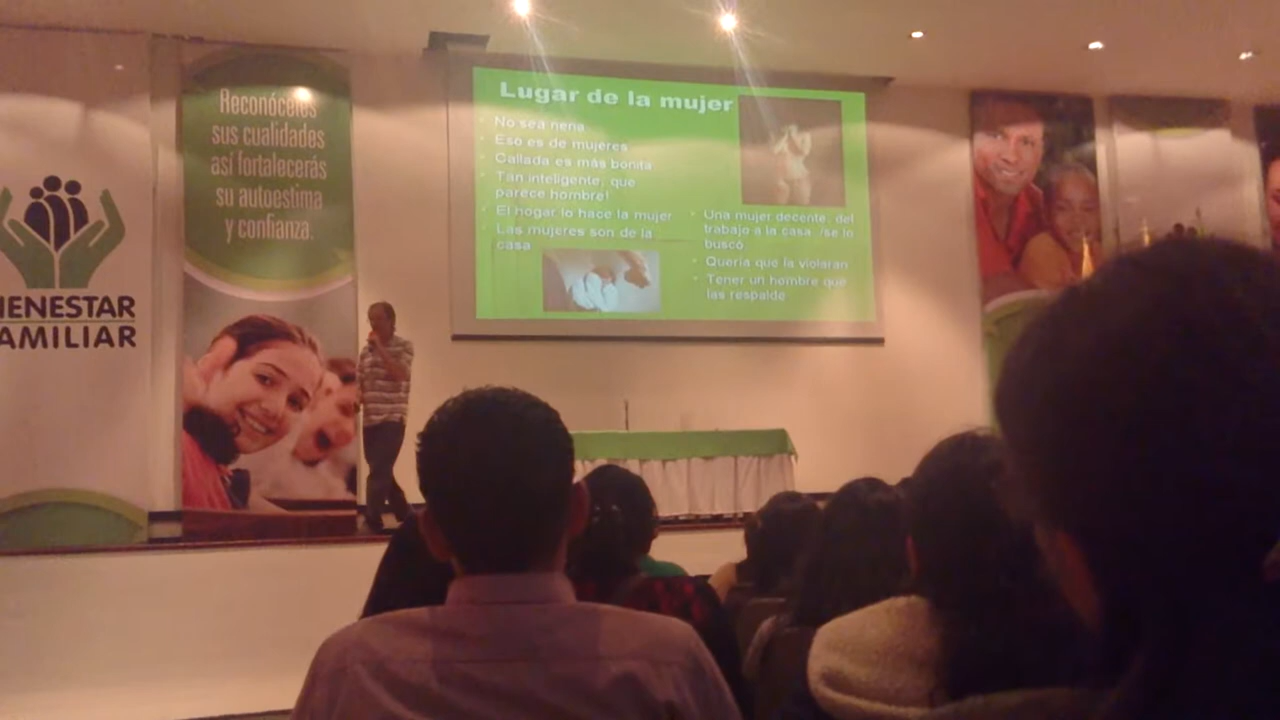 IENESTAR
AMILIAR
Reconóceles
sus cualidades
así fortalecerás
su autoestima
y confianza.
Lugar de la mujer
No sea nena
Eso es de mujeres
Callada es más bonita
Tan inteligente, que
parece hombre!
El hogar lo hace la mujer
Las mujeres son de la
casa
Una mujer decente, del
trabajo a la casa /se lo
buscó
Quería que la violaran
Tener un hombre que
las respalde